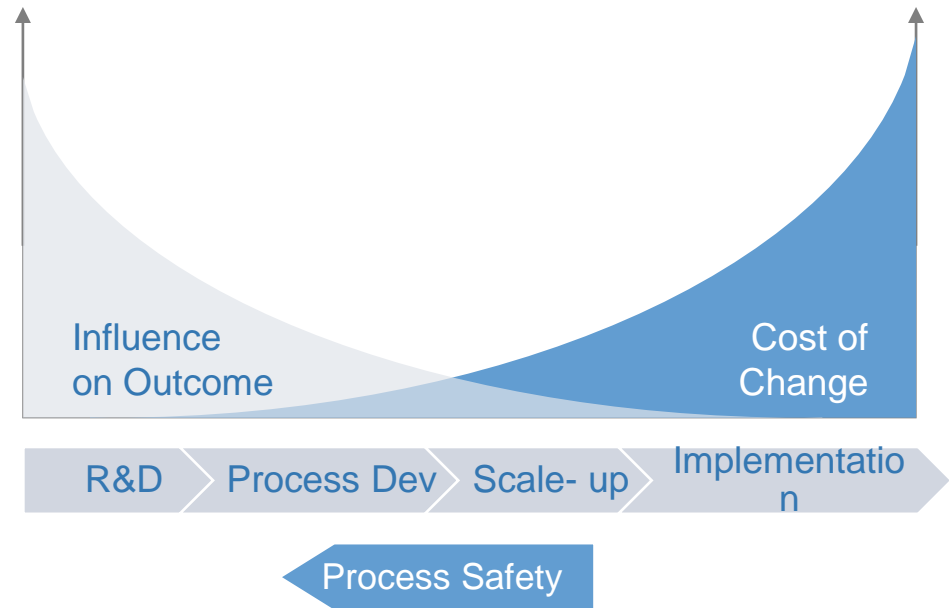 Influence
on Outcome
Cost of
Change
R&D
Process Dev
Scale- up
Implementatio
n
Process Safety